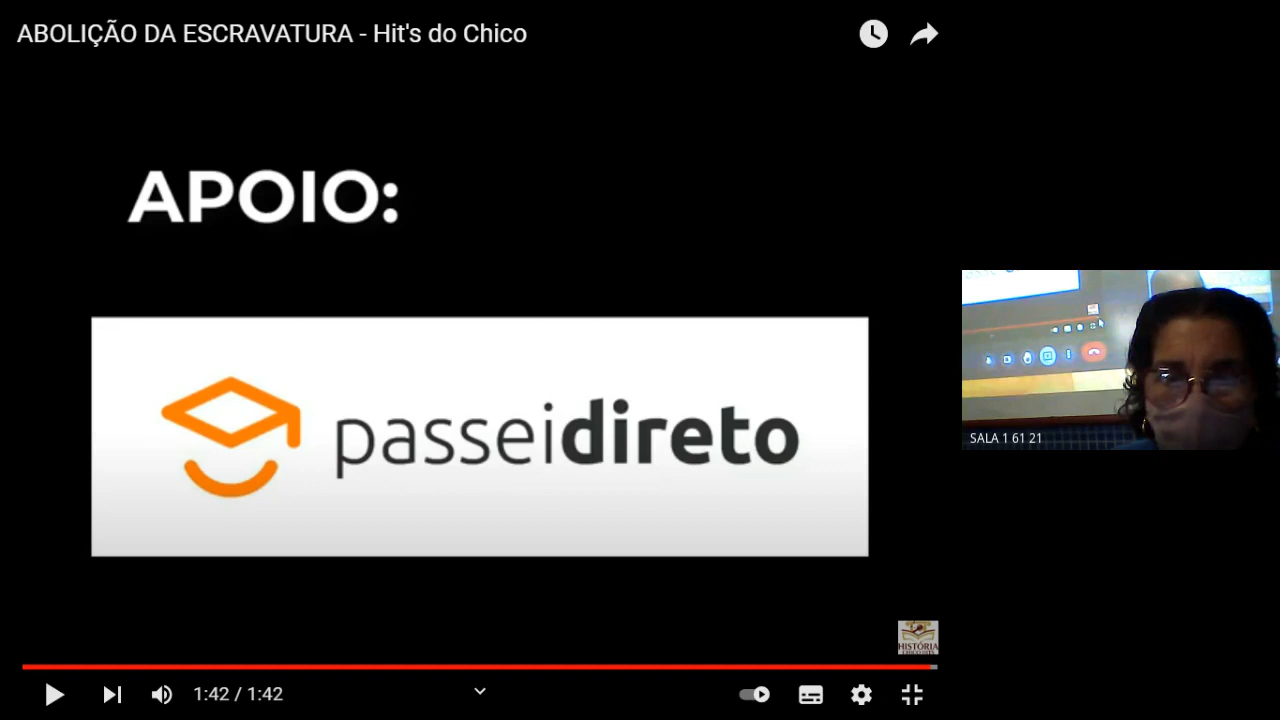 ABOLIÇÃO DA ESCRAVATURA - Hit's do Chico
APOIO:
passeidireto
SALA 1 61 21
HISTÓRIA
1:42 / 1:42